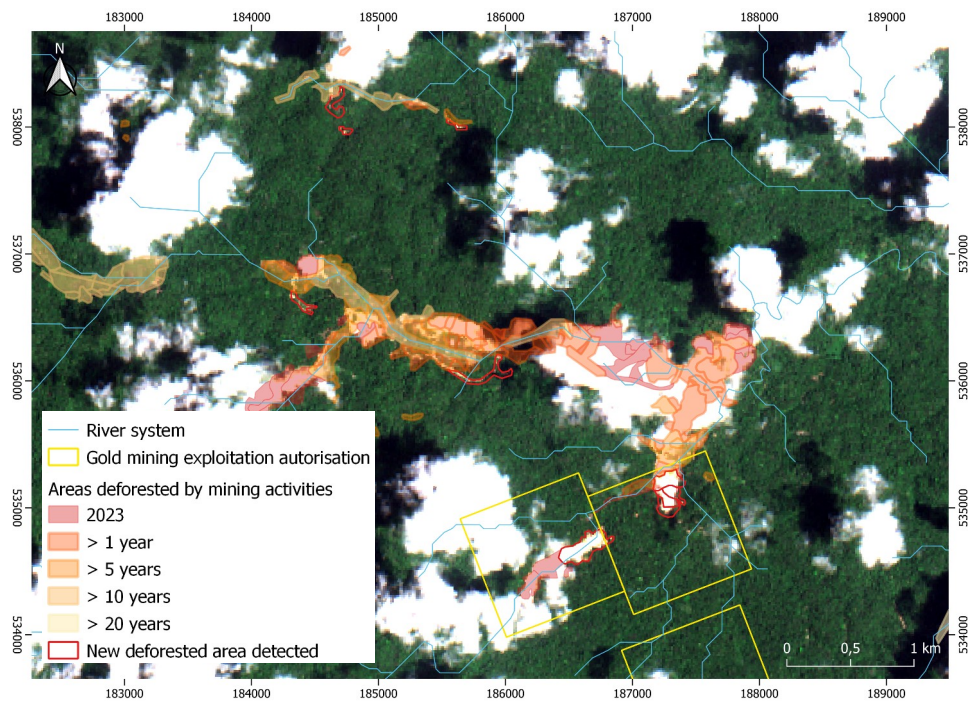 183000 184000 185000 186000 187000 188000 189000
N
538000 538000
537000 537000
536000 536000
River system
Gold mining exploitation autorisation
Areas deforested by mining activities
2023
> 1 year
> 5 years
> 10 years
> 20 years
New deforested area detected
535000 535000
534000 534000
0 0,5 1 km
183000 184000 185000 186000 187000 188000 189000